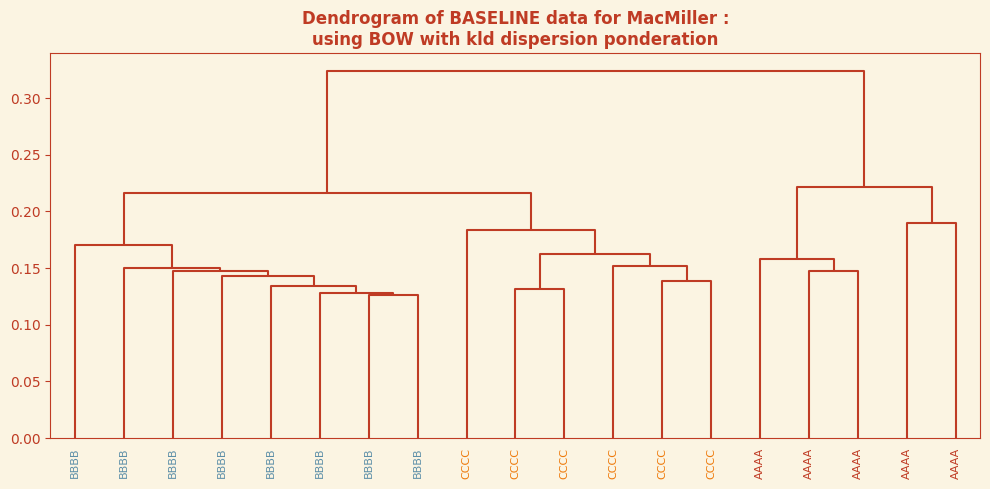 Dendrogram of BASELINE data for MacMiller :
using BOW with kld dispersion ponderation
0.30
0.25
0.20
0.15
0.10
0.05
0.00
BBBB BBBB BBBB BBBB BBBB BBBB BBBB BBBB CCCC CCCC CCCC CCCC CCCC CCCC AAAA AAAA AAAA AAAA AAAA